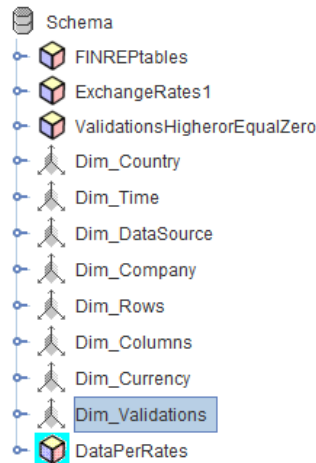 Schema
FINREPtables
ExchangeRates1
ValidationsHigherorEqualZero
Dim_Country
Dim_Time
Dim_DataSource
Dim_Company
Dim_Rows
Dim_Columns
Dim_Currency
Dim_Validations
DataPerRates